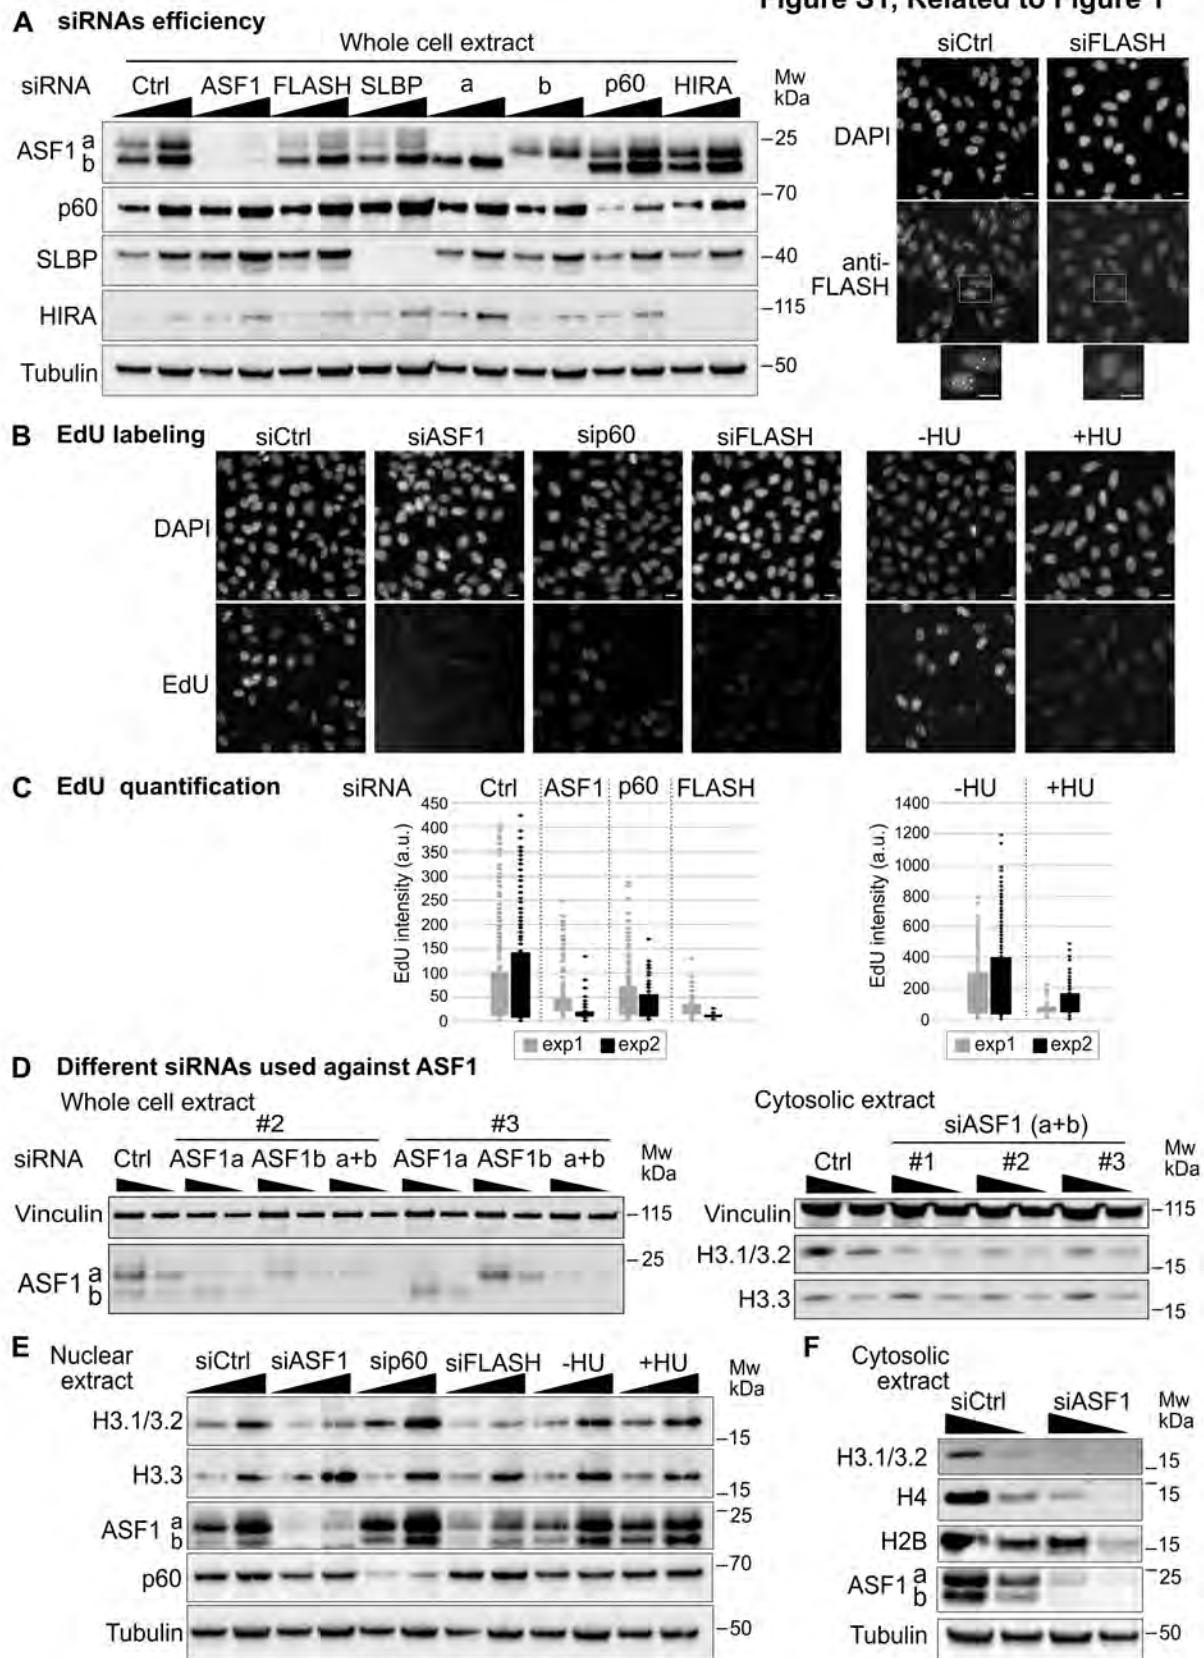 Figure S1, Related to Figure 1
A siRNAs efficiency
Whole cell extract
siRNA Ctrl ASF1 FLASH SLBP a b p60 HIRA Mw kDa
ASF1 a b –25
p60 –70
SLBP –40
HIRA –115
Tubulin –50
siCtrl siFLASH
DAPI
anti-FLASH
B EdU labeling siCtrl siASF1 sip60 siFLASH -HU +HU
DAPI
EdU
C EdU quantification siRNA Ctrl ASF1 p60 FLASH
EdU intensity (a.u.)
450
400
350
300
250
200
150
100
50
0
exp1 exp2
-HU +HU
EdU intensity (a.u.)
1400
1200
1000
800
600
400
200
0
exp1 exp2
D Different siRNAs used against ASF1
Whole cell extract
#2 #3
siRNA Ctrl ASF1a ASF1b a+b ASF1a ASF1b a+b Mw kDa
Vinculin –115
ASF1 a b –25
Cytosolic extract
siASF1 (a+b)
Ctrl #1 #2 #3 Mw kDa
Vinculin –115
H3.1/3.2 –15
H3.3 –15
E Nuclear extract
siCtrl siASF1 sip60 siFLASH -HU +HU Mw kDa
H3.1/3.2 –15
H3.3 –15
ASF1 a b –25
p60 –70
Tubulin –50
F Cytosolic extract
siCtrl siASF1 Mw kDa
H3.1/3.2 –15
H4 –15
H2B –15
ASF1 a b –25
Tubulin –50